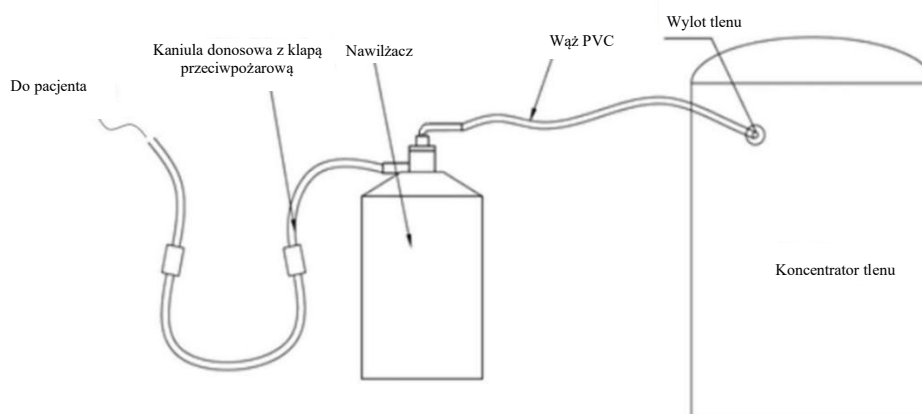 Do pacjenta
Kaniula donosowa z klapą
przeciwpożarową
Nawilżacz
Wąż PVC
Wylot tlenu
Koncentrator tlenu